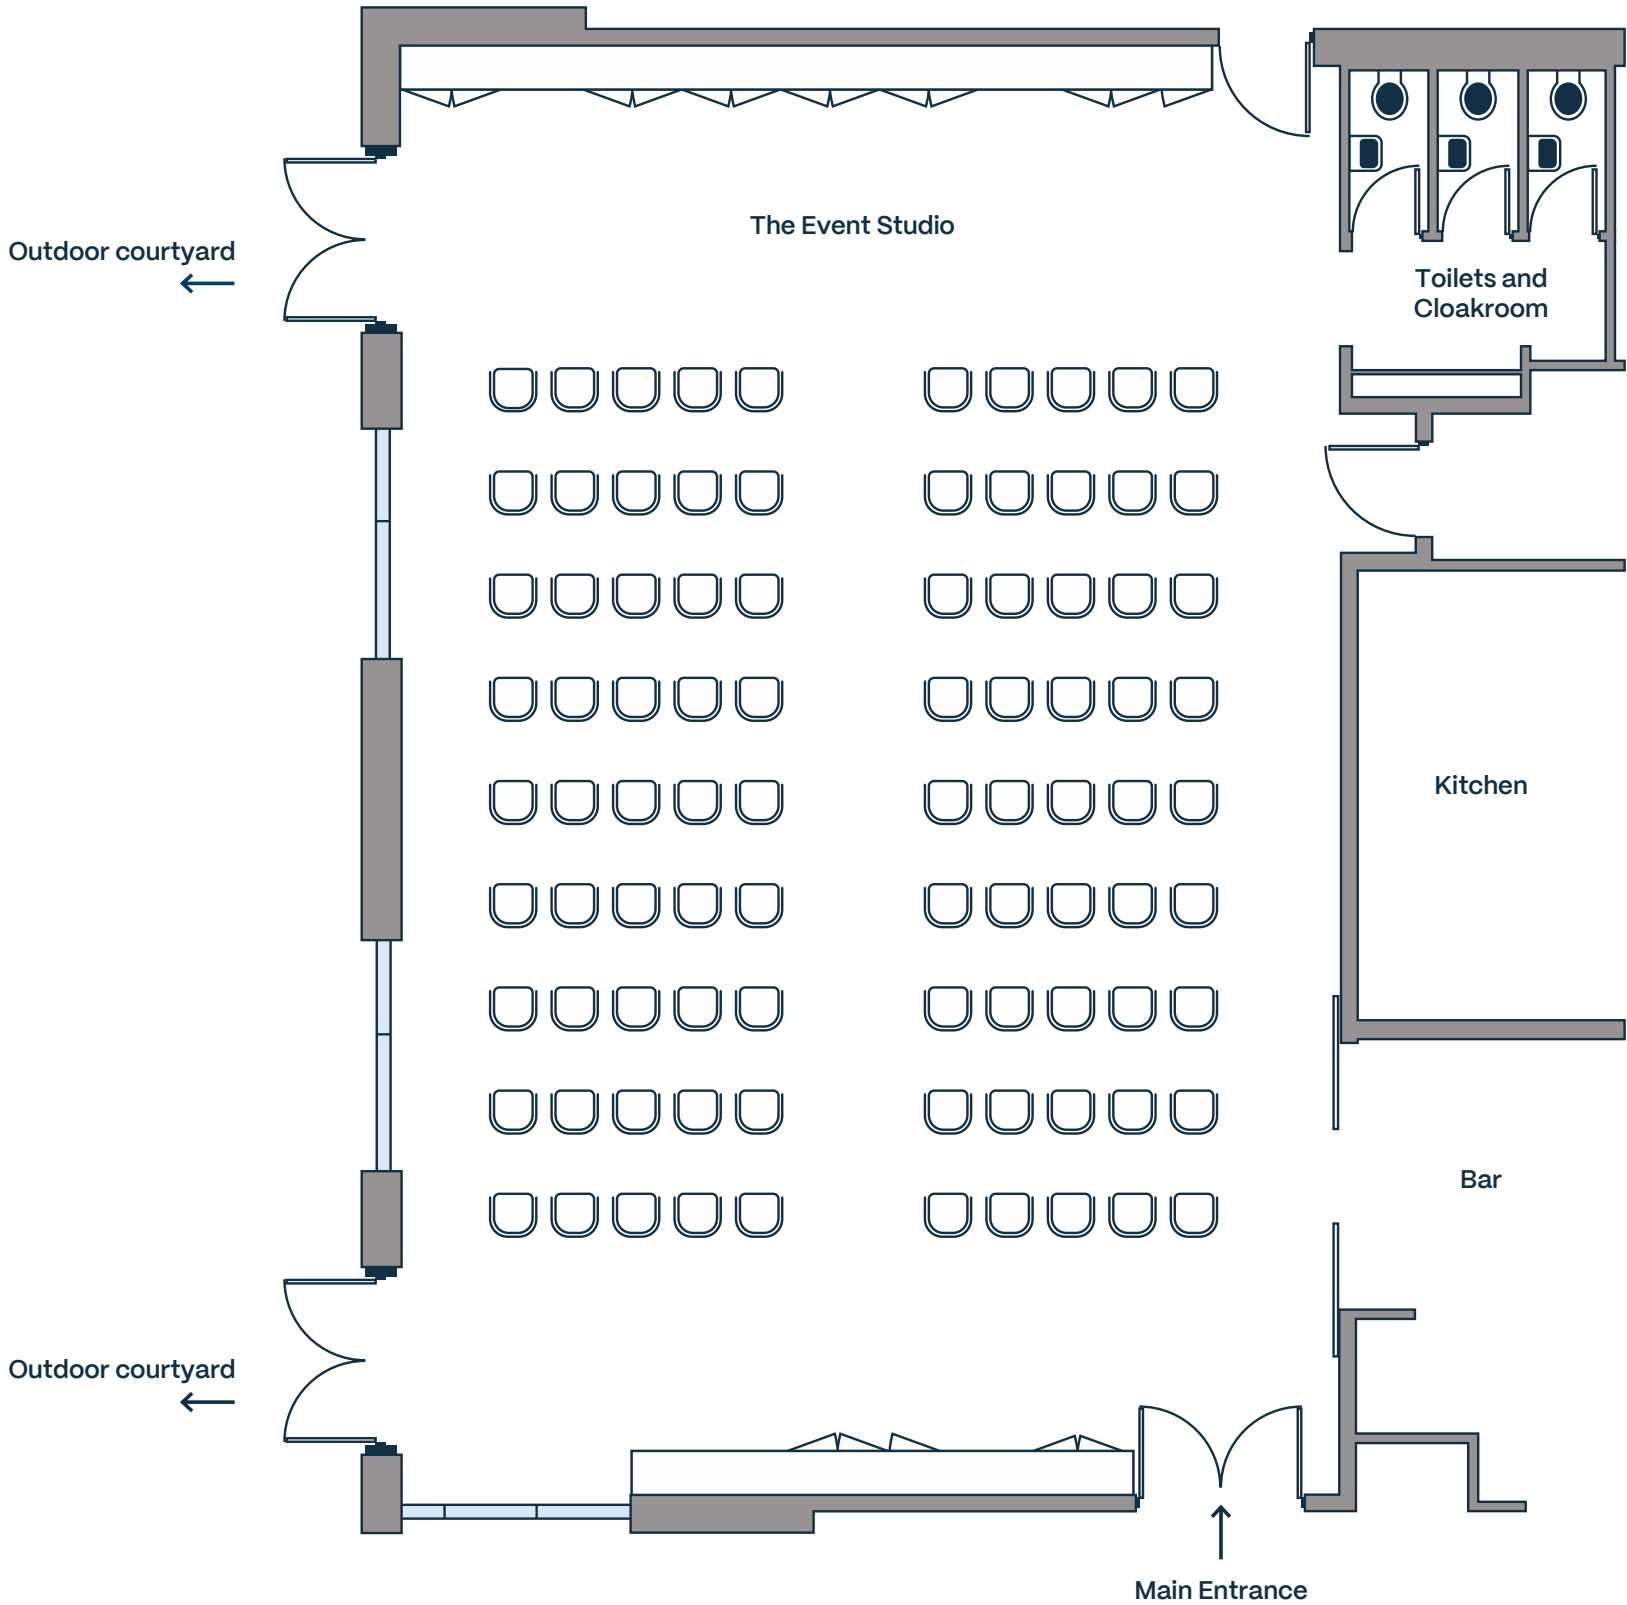 The Event Studio
Outdoor courtyard
Toilets and
Cloakroom
Kitchen
Bar
Outdoor courtyard
Main Entrance